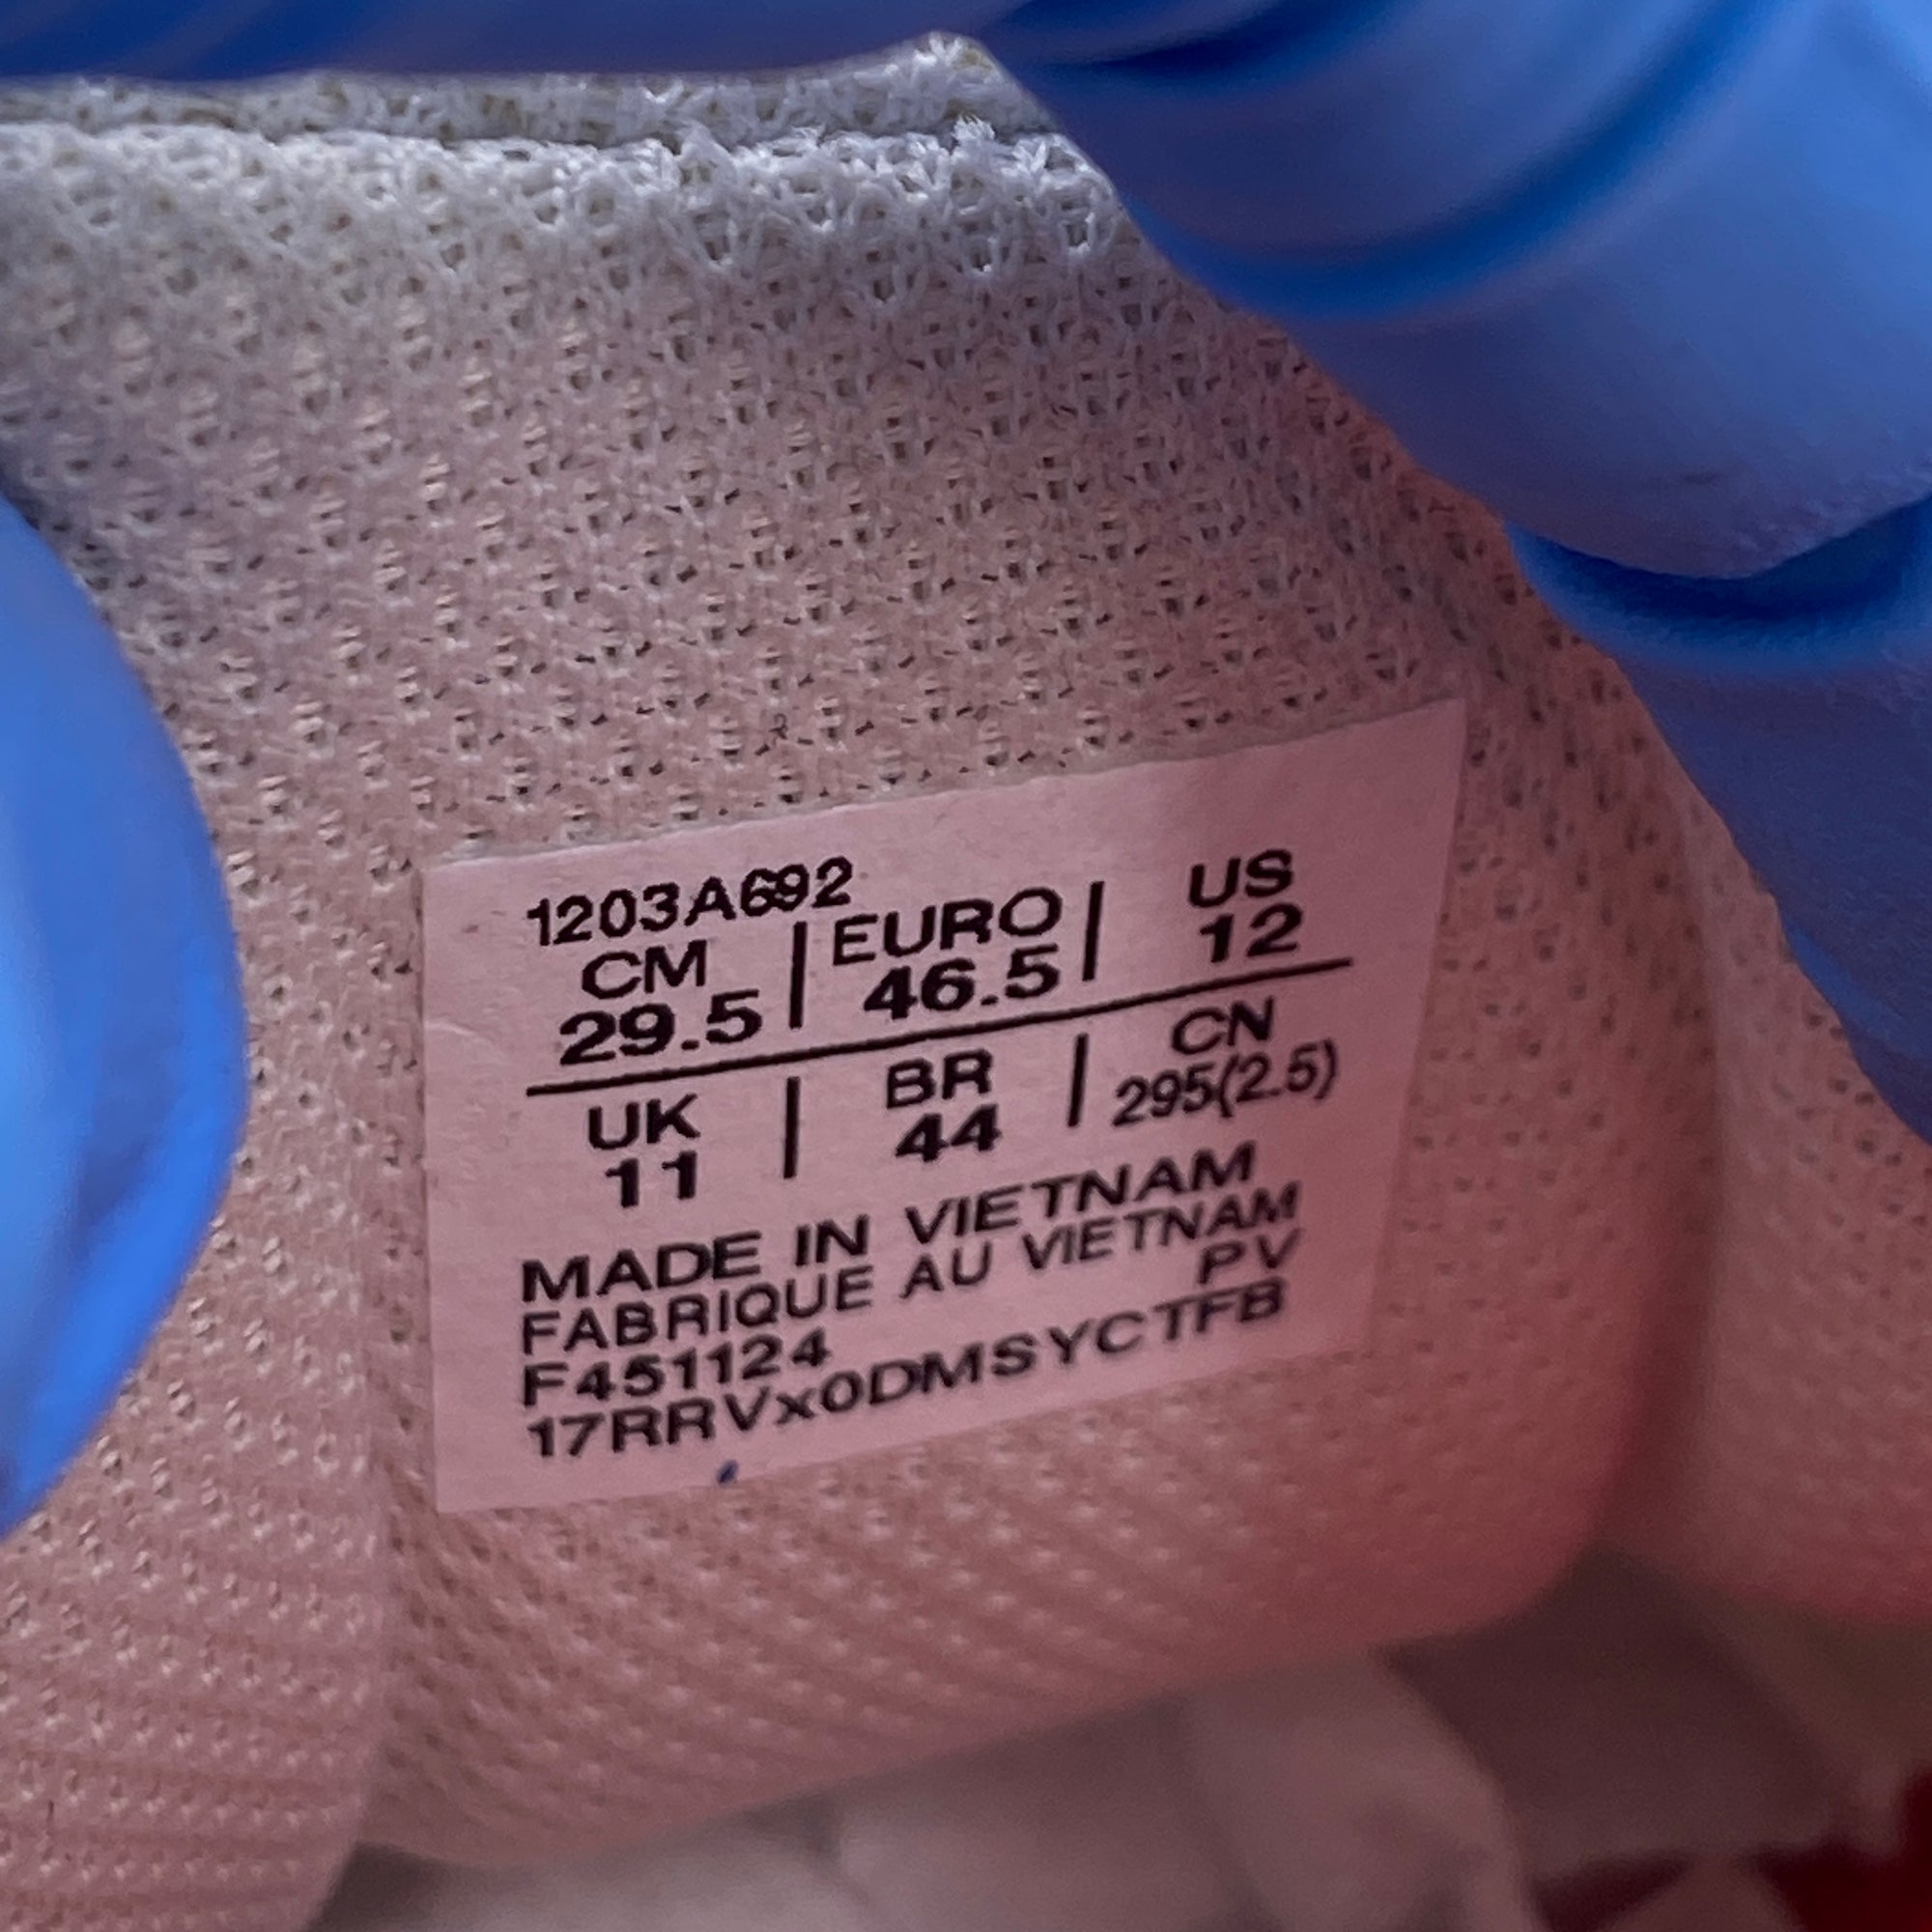 1203A692
CM | EURO | US
29.5 | 46.5 | 12
UK | BR | CN
11 | 44 | 295(2.5)
MADE IN VIETNAM
FABRIQUE AU VIETNAM
PV
F451124
17RRVx0DMSYCTFB